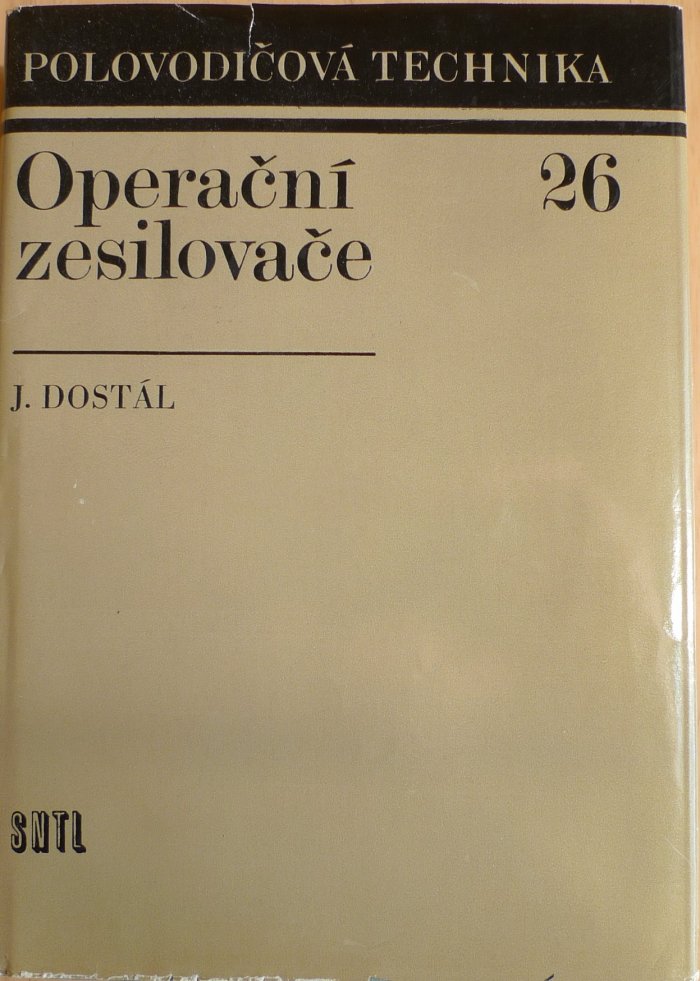 POLOVODIČOVÁ TECHNIKA
Operační 26
zesilovače
J. DOSTÁL
SNTL